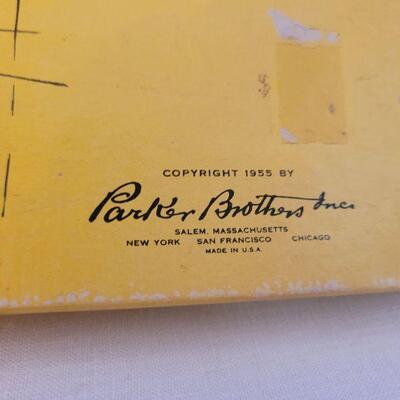 COPYRIGHT 1955 BY
Parker Brothers Inc.
SALEM, MASSACHUSETTS
NEW YORK SAN FRANCISCO CHICAGO
MADE IN U.S.A.